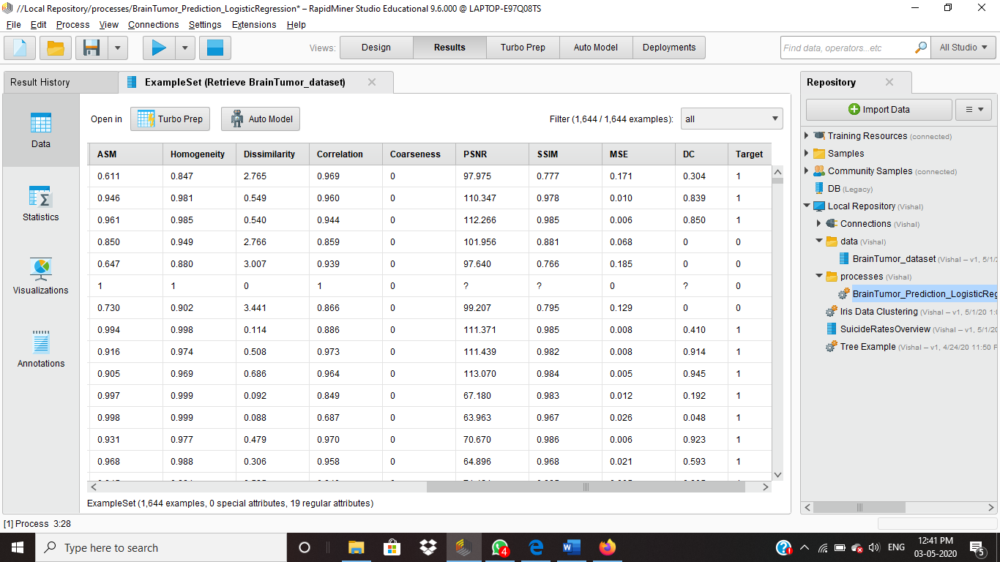 //Local Repository/processes/BrainTumor_Prediction_LogisticRegression* – RapidMiner Studio Educational 9.6.000 @ LAPTOP-E97Q08TS
File Edit Process View Connections Settings Extensions Help
Views: Design Results Turbo Prep Auto Model Deployments Find data, operators...etc All Studio
Result History ExampleSet (Retrieve BrainTumor_dataset)
Open in Turbo Prep Auto Model Filter (1,644 / 1,644 examples): all
Data
Statistics
Visualizations
Annotations
ASM Homogeneity Dissimilarity Correlation Coarseness PSNR SSIM MSE DC Target
0.611 0.847 2.765 0.969 0 97.975 0.777 0.171 0.304 1
0.946 0.981 0.549 0.960 0 110.347 0.978 0.010 0.839 1
0.961 0.985 0.540 0.944 0 112.266 0.985 0.006 0.850 1
0.850 0.949 2.766 0.859 0 101.956 0.881 0.068 0 0
0.647 0.880 3.007 0.939 0 97.640 0.766 0.185 0 0
1 1 0 1 0 ? ? 0 ? 0
0.730 0.902 3.441 0.866 0 99.207 0.795 0.129 0 0
0.994 0.998 0.114 0.886 0 111.371 0.985 0.008 0.410 1
0.916 0.974 0.508 0.973 0 111.439 0.982 0.008 0.914 1
0.905 0.969 0.686 0.964 0 113.070 0.984 0.005 0.945 1
0.997 0.999 0.092 0.849 0 67.180 0.983 0.012 0.192 1
0.998 0.999 0.088 0.687 0 63.963 0.967 0.026 0.048 1
0.931 0.977 0.479 0.970 0 70.670 0.986 0.006 0.923 1
0.968 0.988 0.306 0.958 0 64.896 0.968 0.021 0.593 1
ExampleSet (1,644 examples, 0 special attributes, 19 regular attributes)
Repository
Import Data
Training Resources (connected)
Samples
Community Samples (connected)
DB (Legacy)
Local Repository (Vishal)
Connections (Vishal)
data (Vishal)
BrainTumor_dataset (Vishal – v1, 5/1/2
processes (Vishal)
BrainTumor_Prediction_LogisticReg
Iris Data Clustering (Vishal – v1, 5/1/20 1:0
SuicideRatesOverview (Vishal – v1, 5/1/20
Tree Example (Vishal – v1, 4/24/20 11:50 P
[1] Process 3:28
Type here to search
4
ENG
12:41 PM
03-05-2020
5